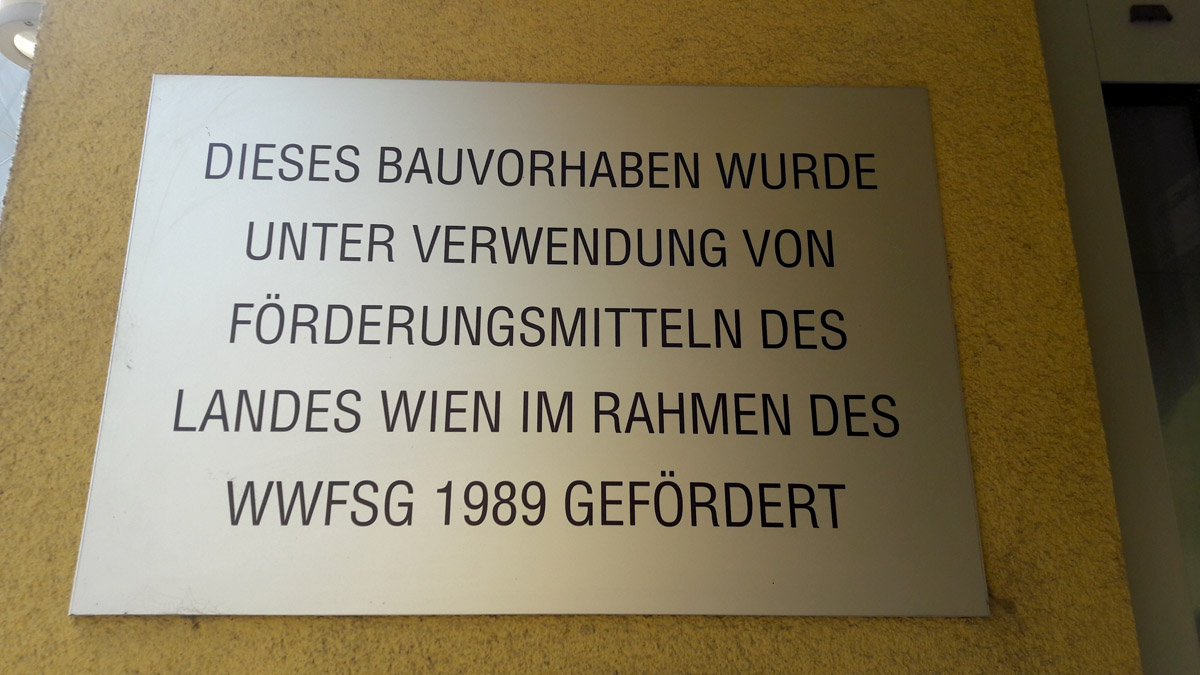 DIESES BAUVORHABEN WURDE
UNTER VERWENDUNG VON
FÖRDERUNGSMITTELN DES
LANDES WIEN IM RAHMEN DES
WWFSG 1989 GEFÖRDERT